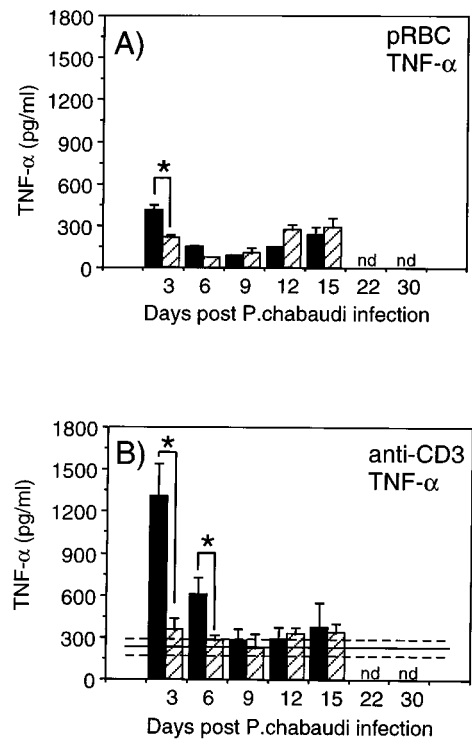 A)
pRBC
TNF-α
TNF-α (pg/ml)
1800
1500
1200
900
600
300
0
*
nd nd
3 6 9 12 15 22 30
Days post P.chabaudi infection
B)
anti-CD3
TNF-α
TNF-α (pg/ml)
1800
1500
1200
900
600
300
0
*
*
nd nd
3 6 9 12 15 22 30
Days post P.chabaudi infection